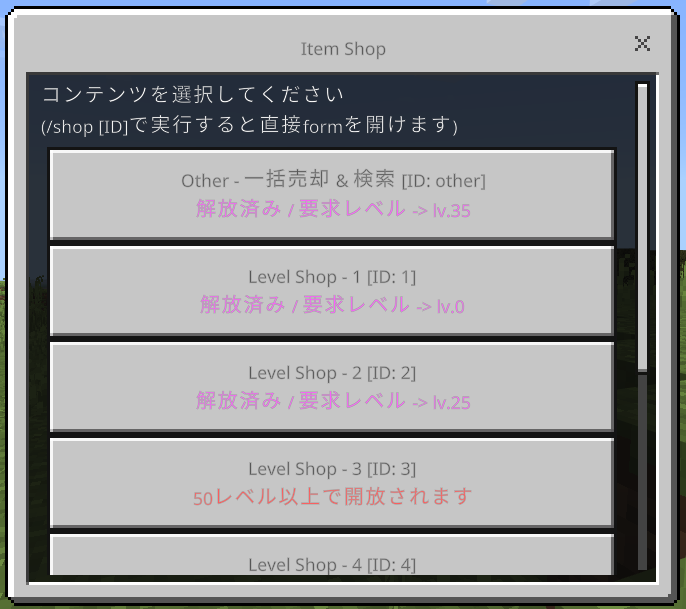 Item Shop
コンテンツを選択してください
(/shop [ID]で実行すると直接formを開けます)
Other - 一括売却 & 検索 [ID: other]
解放済み / 要求レベル -> lv.35
Level Shop - 1 [ID: 1]
解放済み / 要求レベル -> lv.0
Level Shop - 2 [ID: 2]
解放済み / 要求レベル -> lv.25
Level Shop - 3 [ID: 3]
50レベル以上で開放されます
Level Shop - 4 [ID: 4]